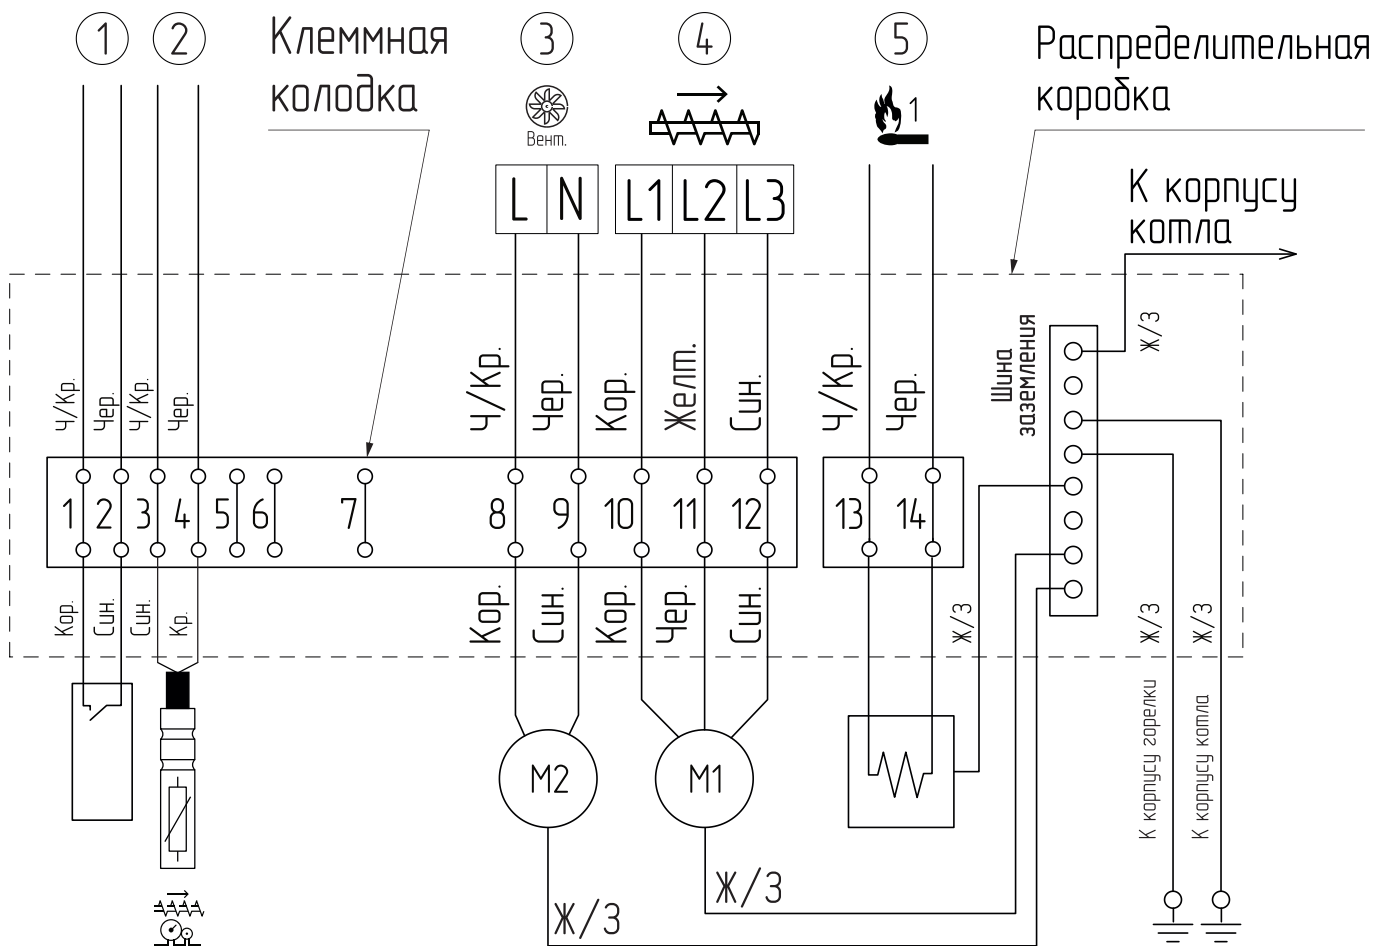 1
2
Клеммная
колодка
3
Вент.
4
5
1
Распределительная
коробка
К корпусу
котла
L
N
L1
L2
L3
Ч/Кр.
Чер.
Ч/Кр.
Чер.
Ч/Кр.
Чер.
Кор.
Желт.
Син.
Ч/Кр.
Чер.
Шина
заземления
Ж/З
1
2
3
4
5
6
7
8
9
10
11
12
13
14
Кор.
Син.
Син.
Кр.
Кор.
Син.
Кор.
Чер.
Син.
Ж/З
Ж/З
Ж/З
М2
М1
К корпусу горелки
К корпусу котла
Ж/З
Ж/З